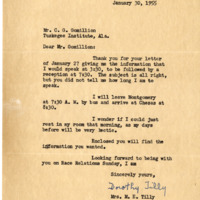 January 30, 1955
Mr. C. G. Gomillion
Tuskegee Institute, Ala.
Dear Mr. Gomillion:
Thank you for your letter
of January 27 giving me the information that
I would speak at 3:30, to be followed by a
reception at 7:30. The subject is all right,
but you did not tell me how long I was to
speak.
I will leave Montgomery
at 7:30 A. M. by bus and arrive at Chehaw at
8:30.
I wonder if I could just
rest in my room that morning, as my days
before will be very hectic.
Enclosed you will find the
information you wanted.
Looking forward to being with
you on Race Relations Sunday, I am
Sincerely yours,
Dorothy Tilly
Mrs. M. E. Tilly